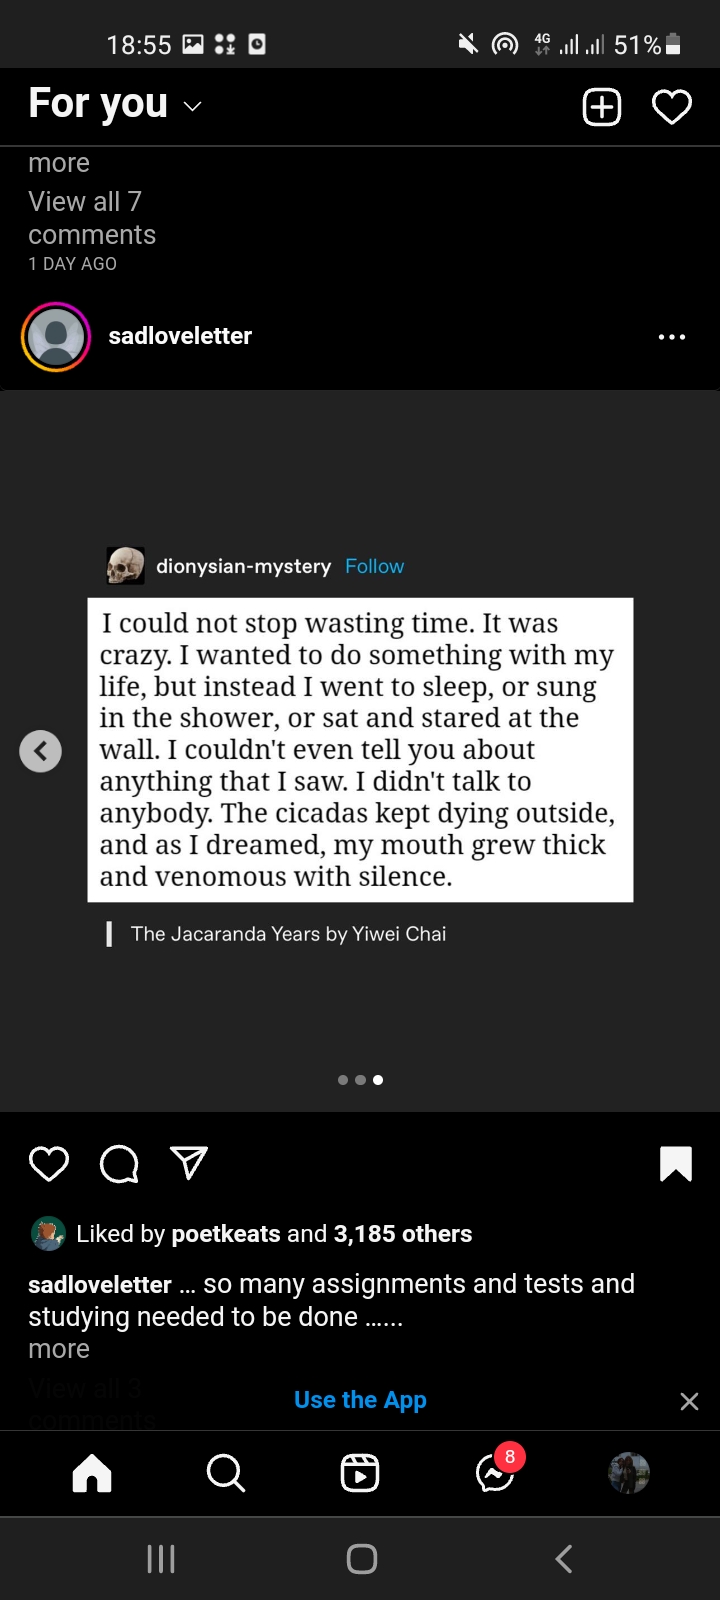 18:55
4G
51%
For you
more
View all 7
comments
1 DAY AGO
sadloveletter
dionysian-mystery Follow
I could not stop wasting time. It was
crazy. I wanted to do something with my
life, but instead I went to sleep, or sung
in the shower, or sat and stared at the
wall. I couldn't even tell you about
anything that I saw. I didn't talk to
anybody. The cicadas kept dying outside,
and as I dreamed, my mouth grew thick
and venomous with silence.
The Jacaranda Years by Yiwei Chai
Liked by poetkeats and 3,185 others
sadloveletter ... so many assignments and tests and
studying needed to be done ......
more
View all 3
comments
Use the App
8